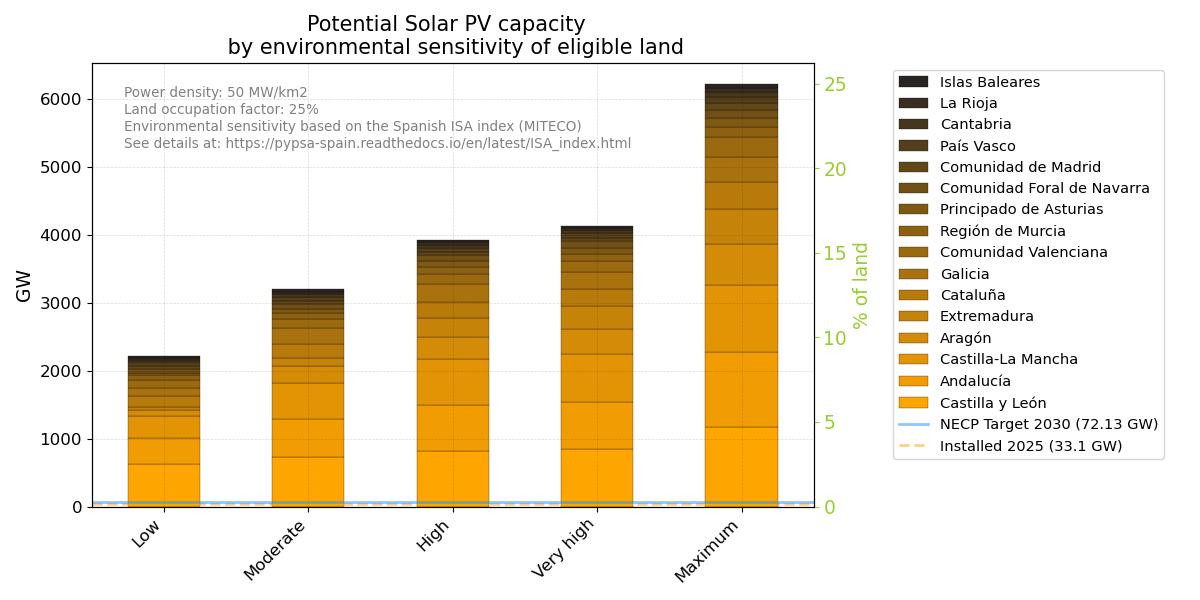 Potential Solar PV capacity
by environmental sensitivity of eligible land
Power density: 50 MW/km2
Land occupation factor: 25%
Environmental sensitivity based on the Spanish ISA index (MITECO)
See details at: https://pypsa-spain.readthedocs.io/en/latest/ISA_index.html
GW
6000
5000
4000
3000
2000
1000
0
25
20
15
10
5
0
% of land
Low
Moderate
High
Very high
Maximum
Islas Baleares
La Rioja
Cantabria
País Vasco
Comunidad de Madrid
Comunidad Foral de Navarra
Principado de Asturias
Región de Murcia
Comunidad Valenciana
Galicia
Cataluña
Extremadura
Aragón
Castilla-La Mancha
Andalucía
Castilla y León
NECP Target 2030 (72.13 GW)
Installed 2025 (33.1 GW)